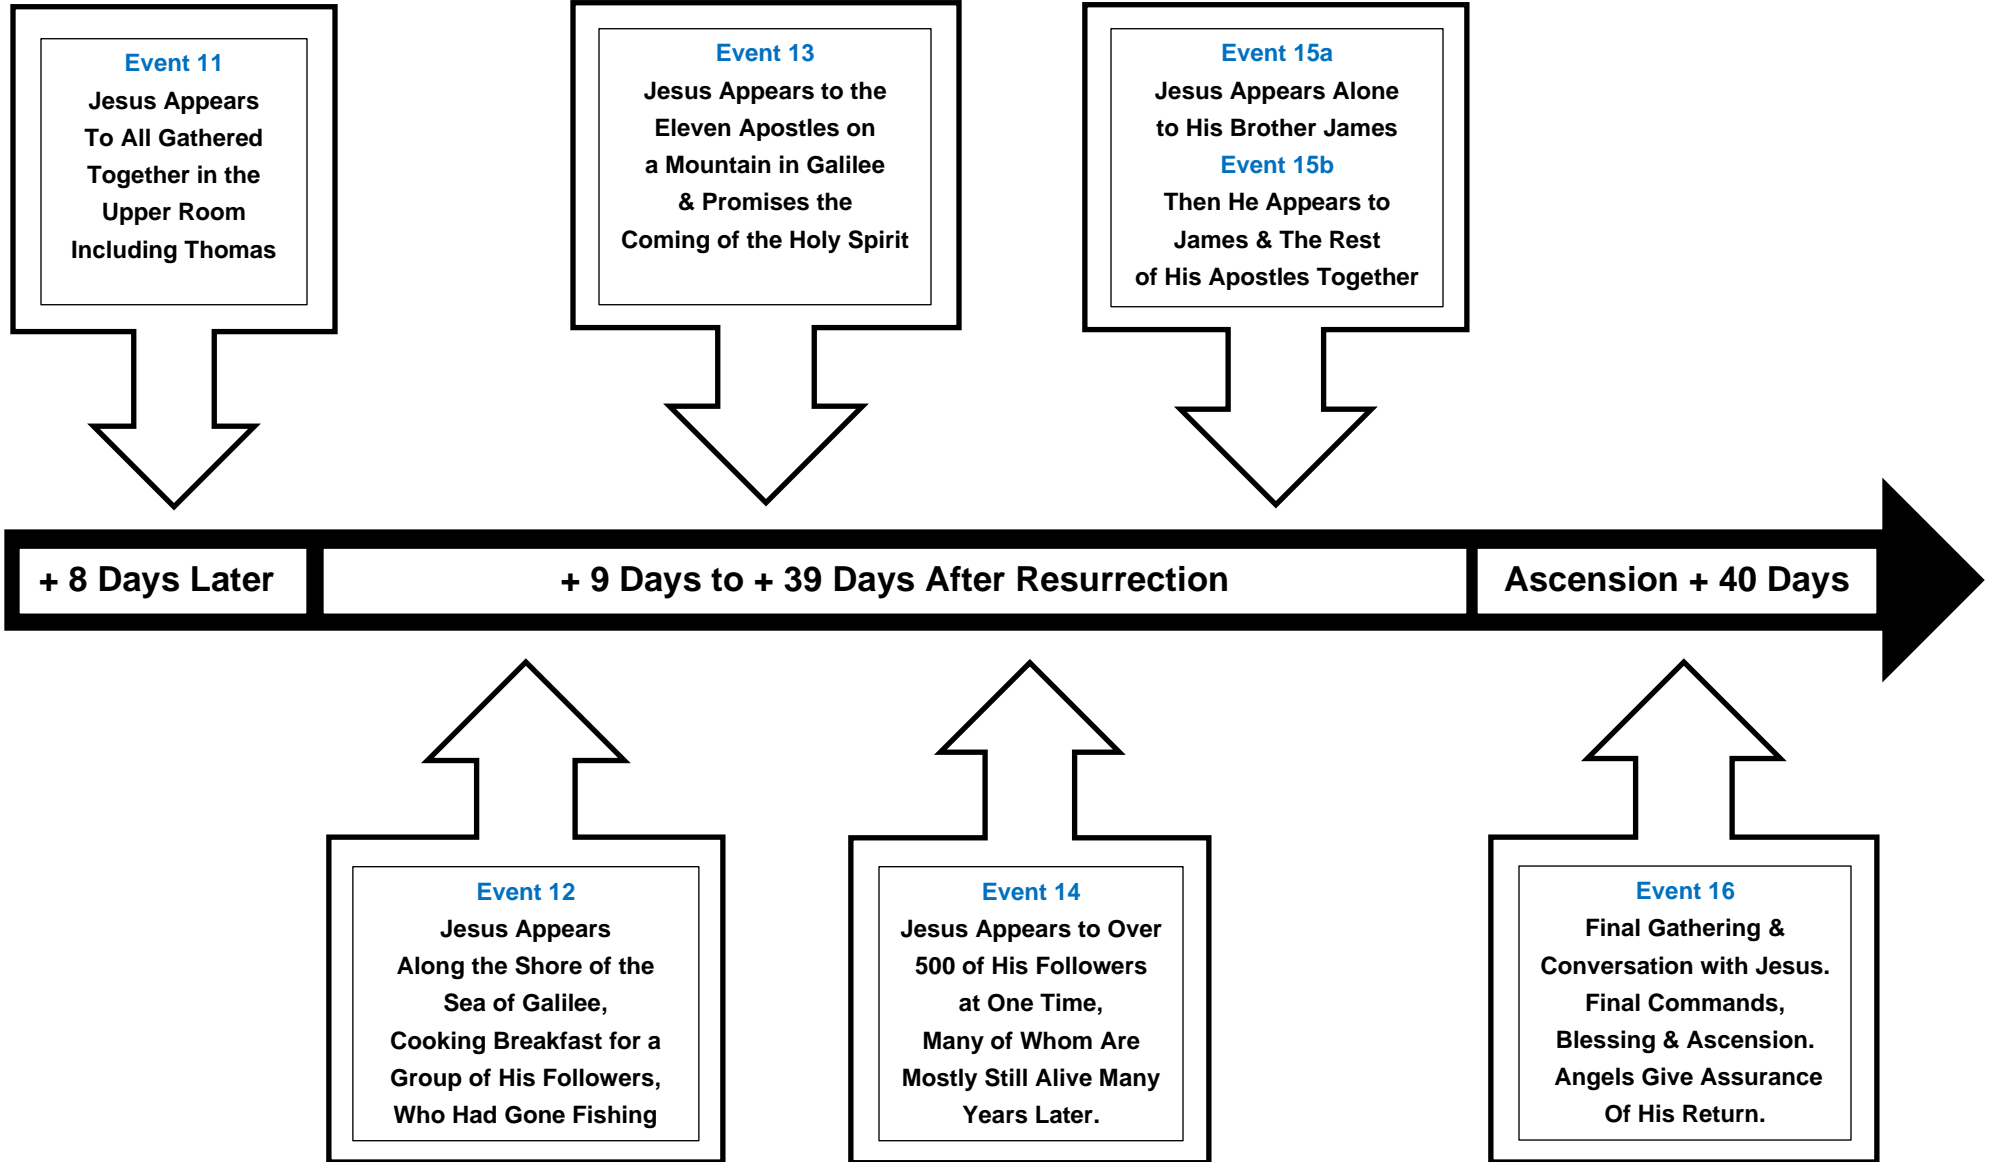 Event 11
Jesus Appears
To All Gathered
Together in the
Upper Room
Including Thomas
Event 13
Jesus Appears to the
Eleven Apostles on
a Mountain in Galilee
& Promises the
Coming of the Holy Spirit
Event 15a
Jesus Appears Alone
to His Brother James
Event 15b
Then He Appears to
James & The Rest
of His Apostles Together
+ 8 Days Later
+ 9 Days to + 39 Days After Resurrection
Ascension + 40 Days
Event 12
Jesus Appears
Along the Shore of the
Sea of Galilee,
Cooking Breakfast for a
Group of His Followers,
Who Had Gone Fishing
Event 14
Jesus Appears to Over
500 of His Followers
at One Time,
Many of Whom Are
Mostly Still Alive Many
Years Later.
Event 16
Final Gathering &
Conversation with Jesus.
Final Commands,
Blessing & Ascension.
Angels Give Assurance
Of His Return.